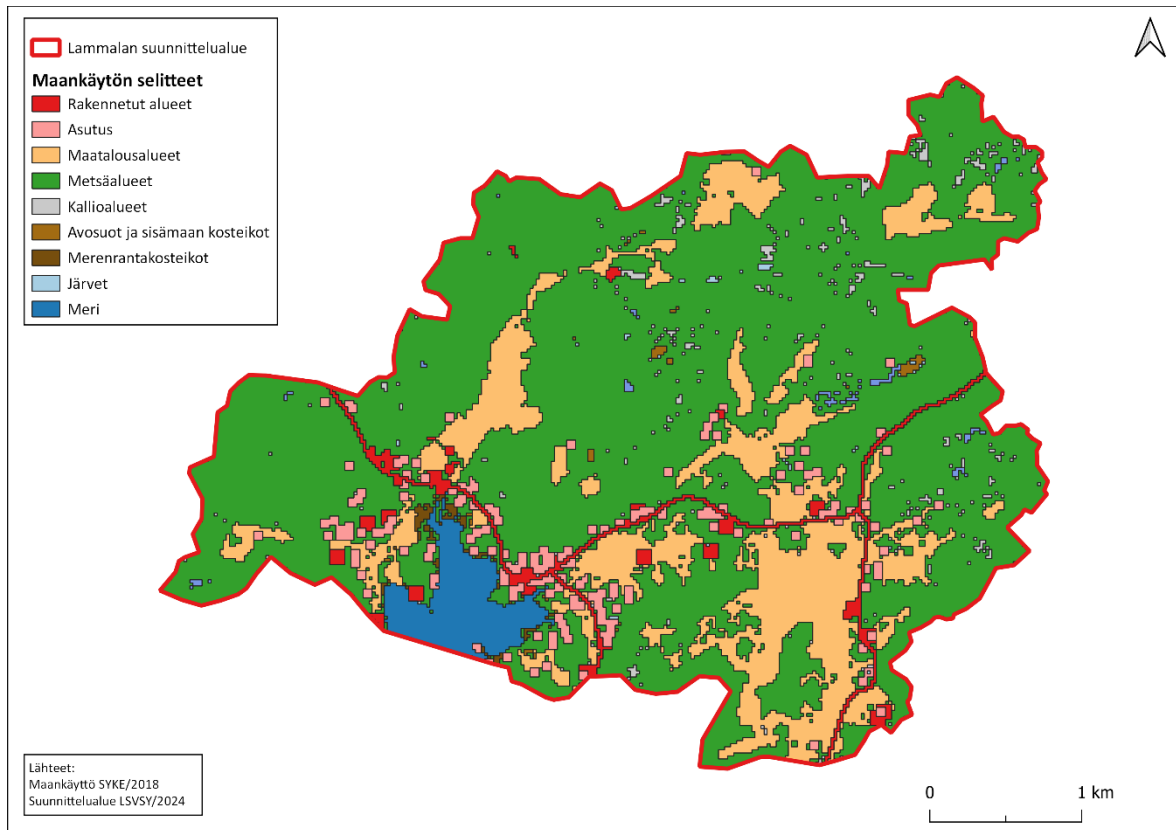 Lammalan suunnittelualue
Maankäytön selitteet
Rakennetut alueet
Asutus
Maatalousalueet
Metsäalueet
Kallioalueet
Avosuot ja sisämaan kosteikot
Merenrantakosteikot
Järvet
Meri
Lähteet:
Maankäyttö SYKE/2018
Suunnittelualue LSVSY/2024
0 1 km